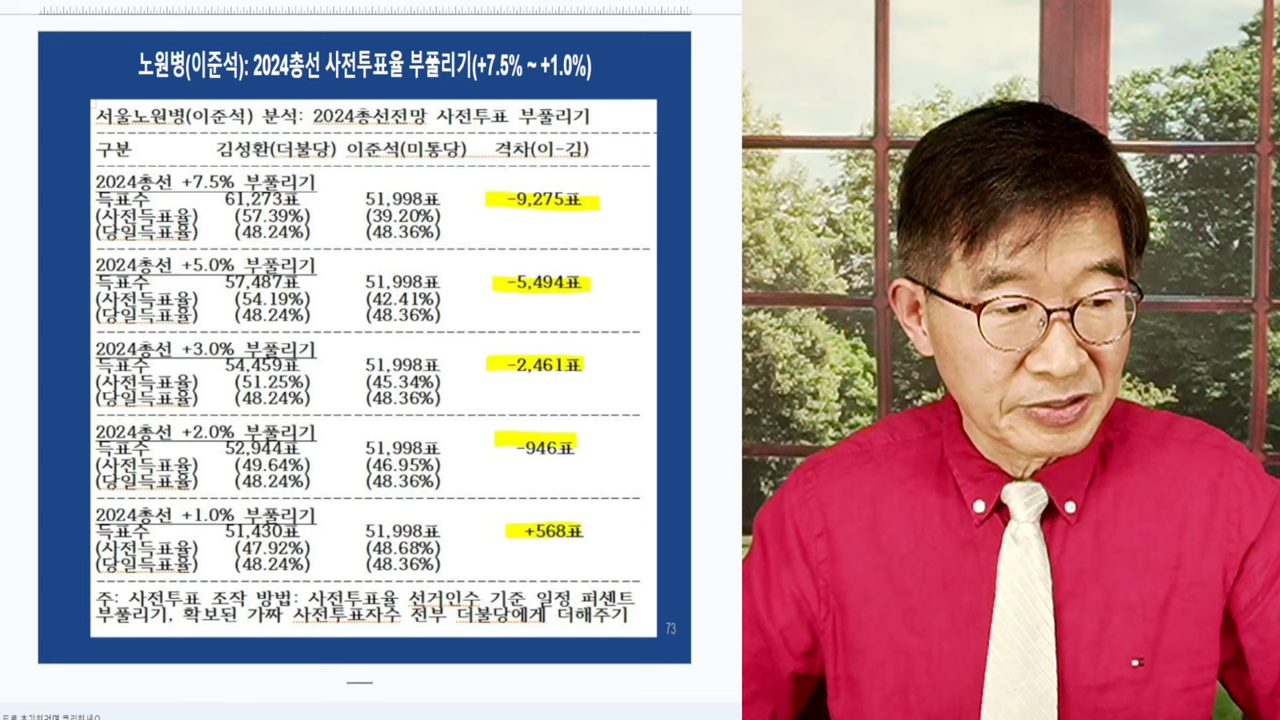 노원병(이준석): 2024총선 사전투표율 부풀리기(+7.5% ~ +1.0%)
서울노원병(이준석) 분석: 2024총선전망 사전투표 부풀리기
구분 김성환(더불당) 이준석(미통당) 격차(이-김)
2024총선 +7.5% 부풀리기
득표수 61,273표 51,998표 -9,275표
(사전득표율) (57.39%) (39.20%)
(당일득표율) (48.24%) (48.36%)
2024총선 +5.0% 부풀리기
득표수 57,487표 51,998표 -5,494표
(사전득표율) (54.19%) (42.41%)
(당일득표율) (48.24%) (48.36%)
2024총선 +3.0% 부풀리기
득표수 54,459표 51,998표 -2,461표
(사전득표율) (51.25%) (45.34%)
(당일득표율) (48.24%) (48.36%)
2024총선 +2.0% 부풀리기
득표수 52,944표 51,998표 -946표
(사전득표율) (49.64%) (46.95%)
(당일득표율) (48.24%) (48.36%)
2024총선 +1.0% 부풀리기
득표수 51,430표 51,998표 +568표
(사전득표율) (47.92%) (48.68%)
(당일득표율) (48.24%) (48.36%)
주: 사전투표 조작 방법: 사전투표율 선거인수 기준 일정 퍼센트
부풀리기, 확보된 가짜 사전투표자수 전부 더불당에게 더해주기
73